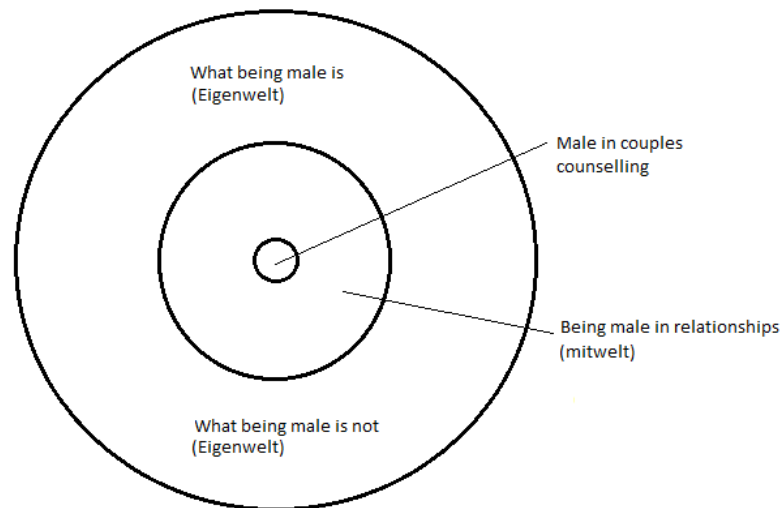 What being male is
(Eigenwelt)
Male in couples
counselling
Being male in relationships
(mitwelt)
What being male is not
(Eigenwelt)